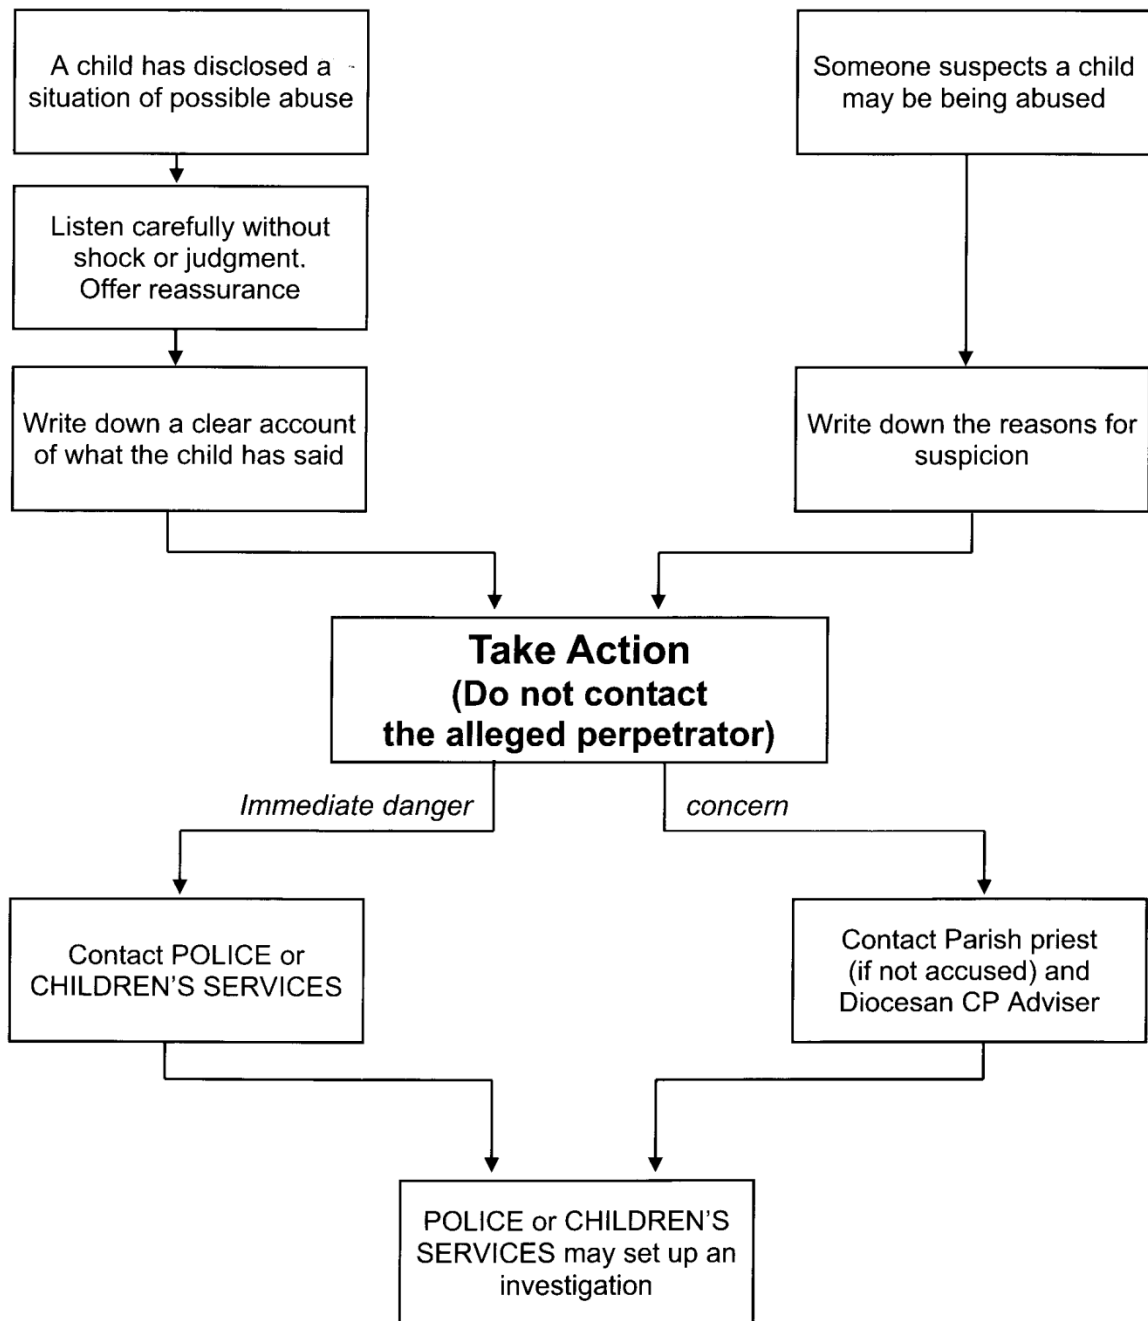 A child has disclosed a
situation of possible abuse
Someone suspects a child
may be being abused
Listen carefully without
shock or judgment.
Offer reassurance
Write down a clear account
of what the child has said
Write down the reasons for
suspicion
Take Action
(Do not contact
the alleged perpetrator)
Immediate danger
concern
Contact POLICE or
CHILDREN'S SERVICES
Contact Parish priest
(if not accused) and
Diocesan CP Adviser
POLICE or CHILDREN'S
SERVICES may set up an
investigation